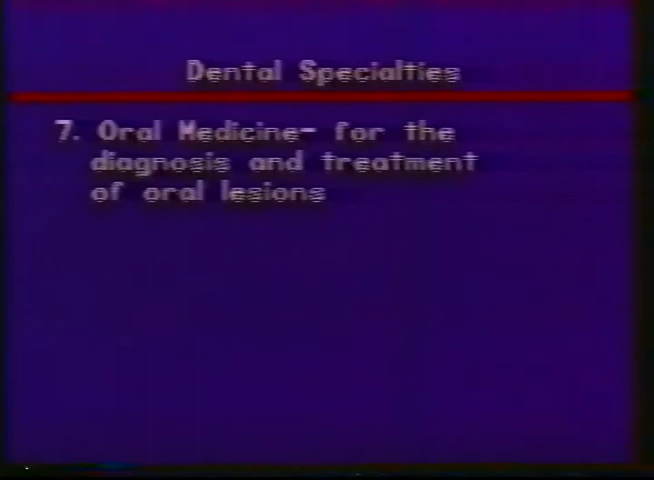 Dental Specialties
7. Oral Medicine- for the
diagnosis and treatment
of oral lesions